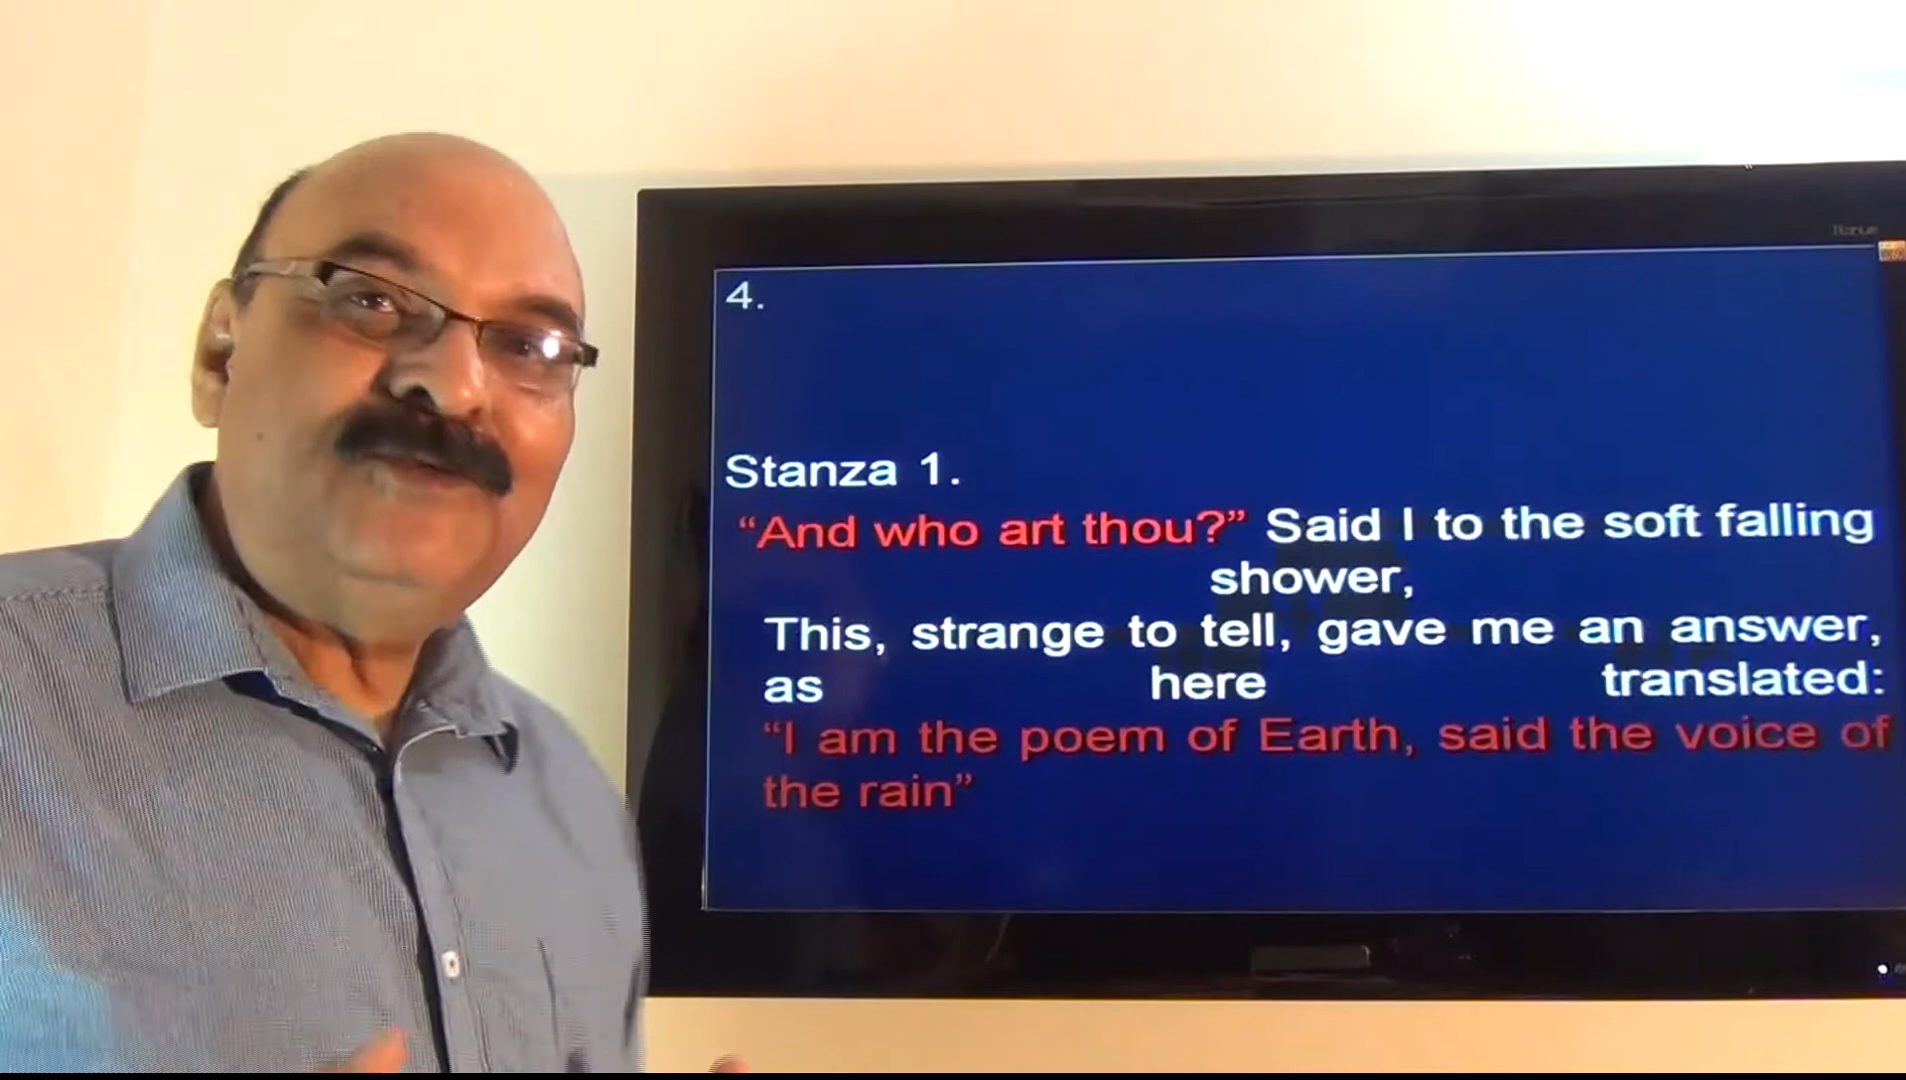 4.
Stanza 1.
“And who art thou?” Said I to the soft falling
shower,
This, strange to tell, gave me an answer,
as here translated:
“I am the poem of Earth, said the voice of
the rain”